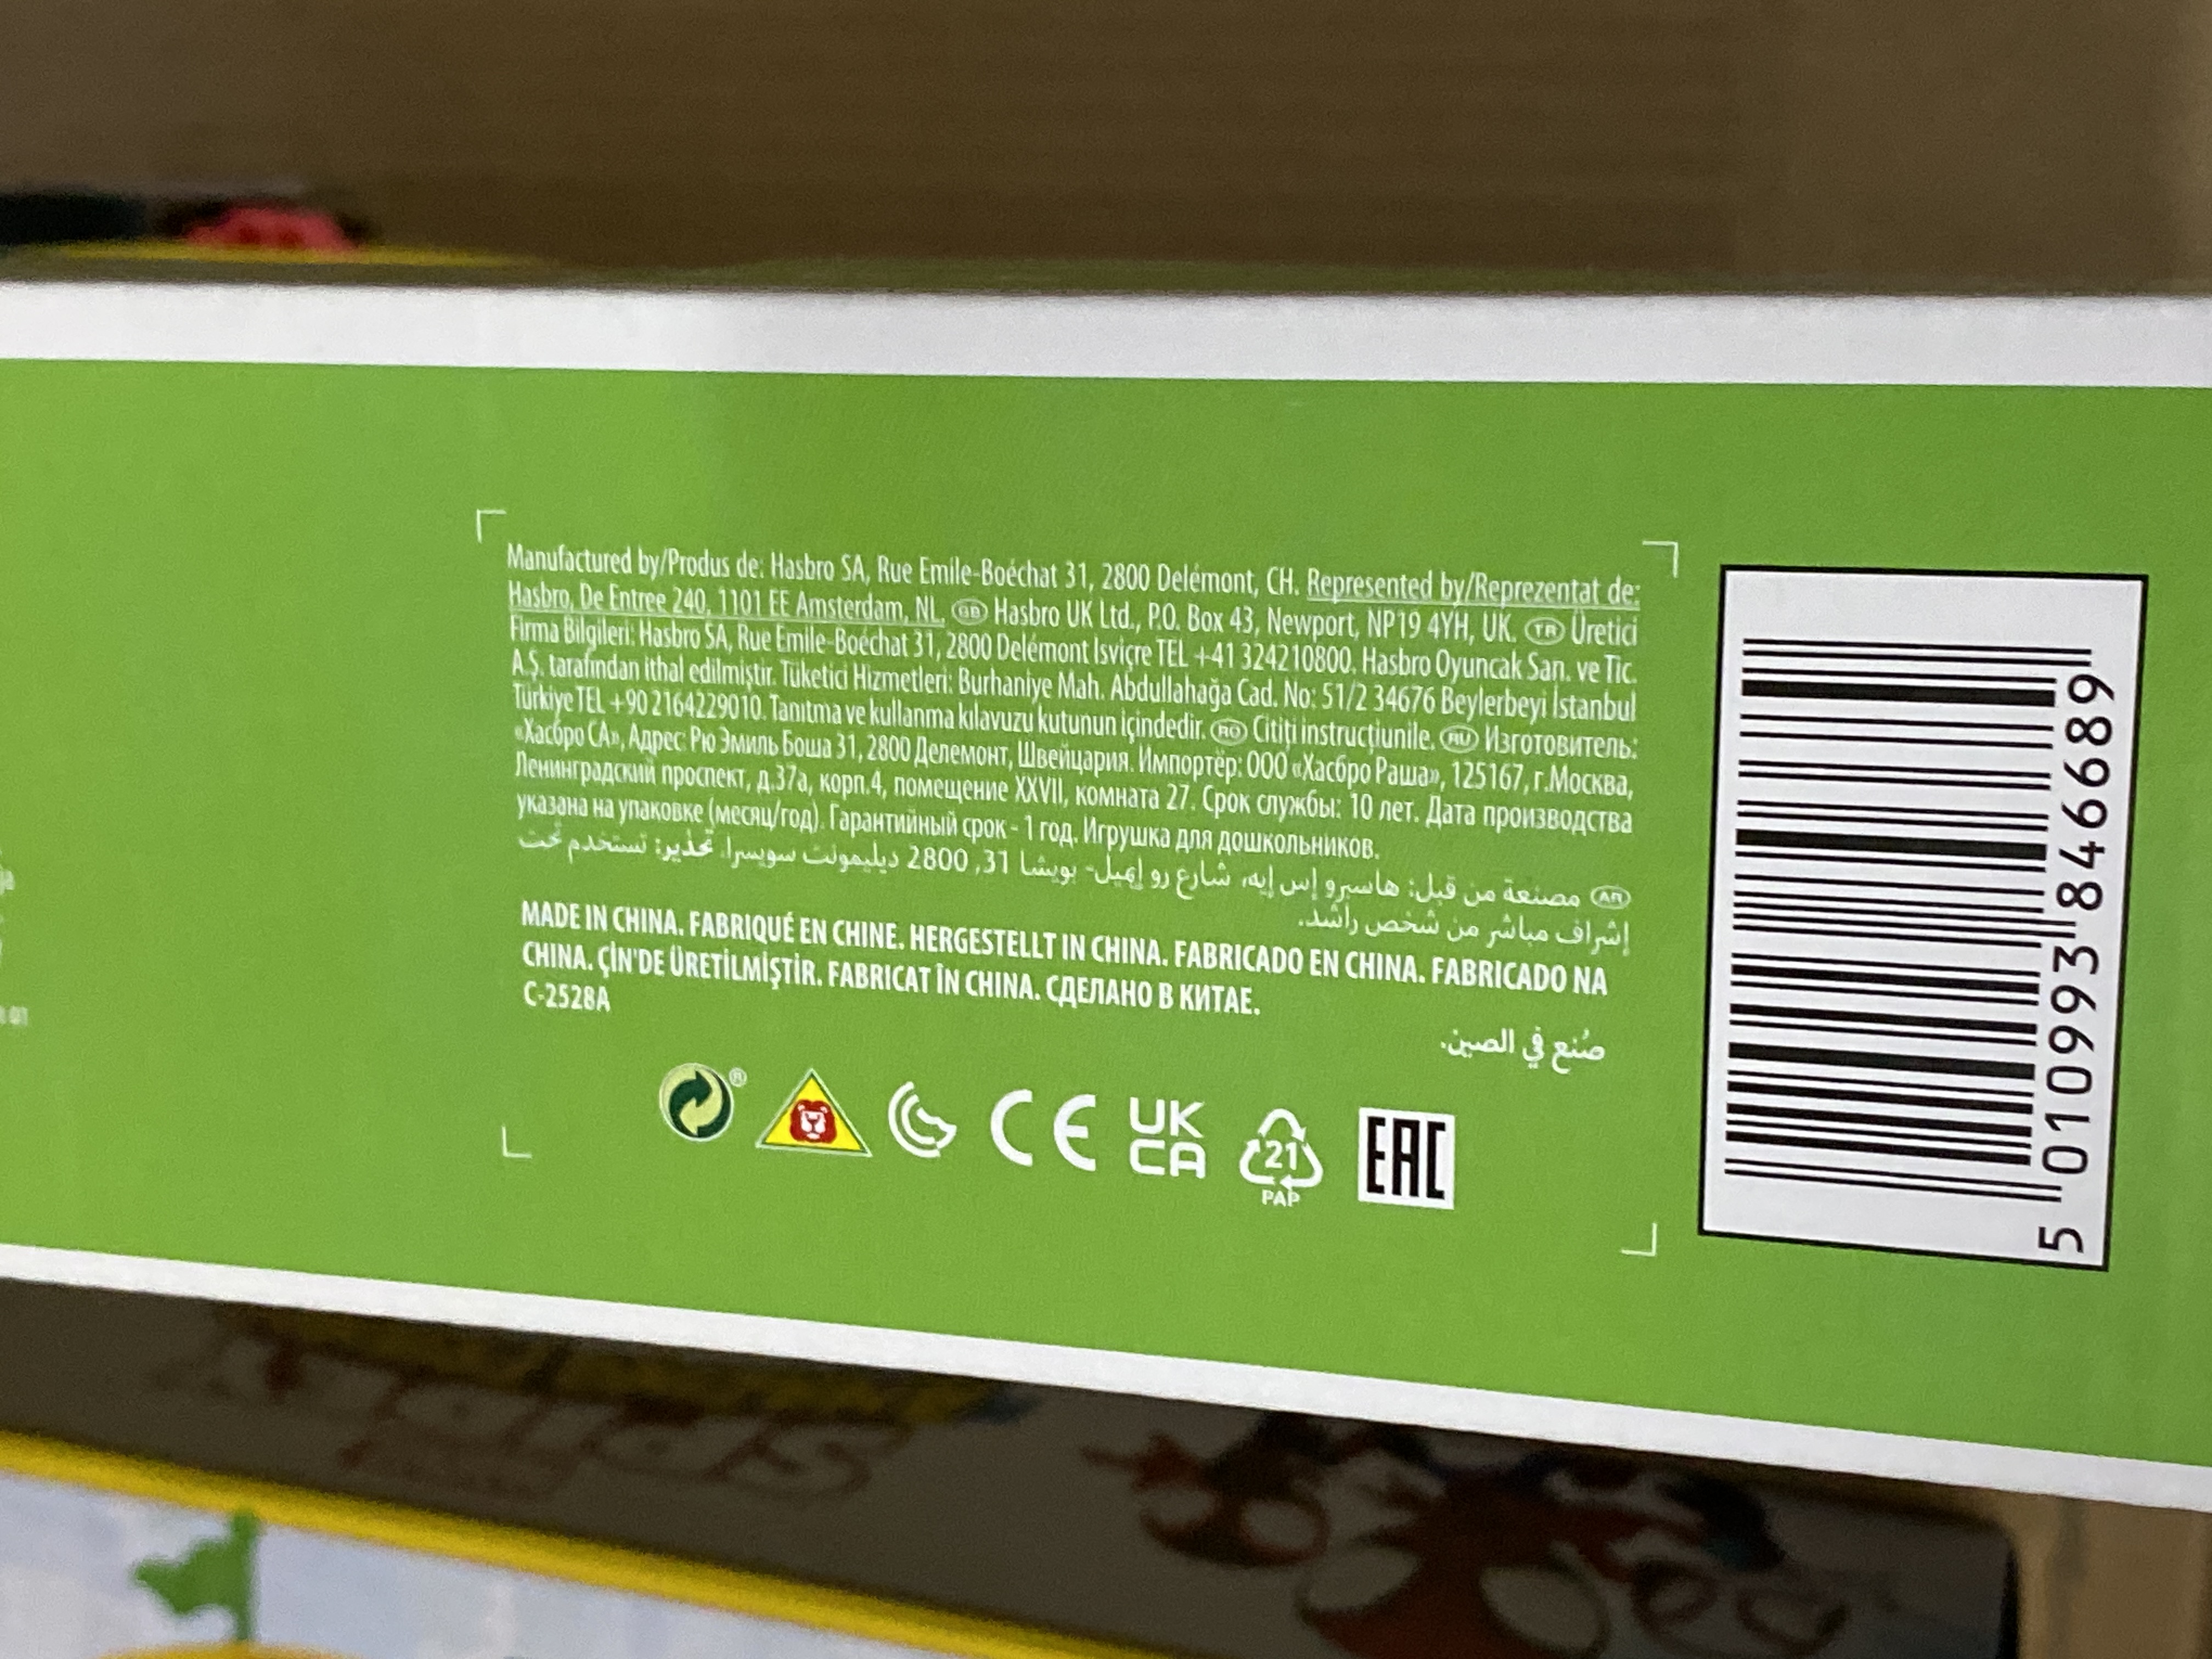 Manufactured by/Produs de: Hasbro SA, Rue Emile-Boéchat 31, 2800 Delémont, CH. Represented by/Reprezentat de:
Hasbro, De Entree 240, 1101 EE Amsterdam, NL. GB Hasbro UK Ltd., P.O. Box 43, Newport, NP19 4YH, UK. TR Üretici
Firma Bilgileri: Hasbro SA, Rue Emile-Boéchat 31, 2800 Delémont Isviçre TEL +41 324210800. Hasbro Oyuncak San. ve Tic.
A.Ş. tarafından ithal edilmiştir. Tüketici Hizmetleri: Burhaniye Mah. Abdullahağa Cad. No: 51/2 34676 Beylerbeyi İstanbul
Türkiye TEL +90 2164229010. Tanıtma ve kullanma kılavuzu kutunun içindedir. RO Citiți instrucțiunile. RU Изготовитель:
«Хасбро СА», Адрес: Рю Эмиль Боша 31, 2800 Делемонт, Швейцария. Импортёр: ООО «Хасбро Раша», 125167, г.Москва,
Ленинградский проспект, д.37а, корп.4, помещение XXVII, комната 27. Срок службы: 10 лет. Дата производства
указана на упаковке (месяц/год). Гарантийный срок - 1 год. Игрушка для дошкольников.
AR مصنعة من قبل: هاسبرو إس إيه، شارع رو إميل- بويشا 31, 2800 ديليمونت سويسرا. تحذير: تستخدم تحت
إشراف مباشر من شخص راشد.
MADE IN CHINA. FABRIQUÉ EN CHINE. HERGESTELLT IN CHINA. FABRICADO EN CHINA. FABRICADO NA
CHINA. ÇİN'DE ÜRETİLMİŞTİR. FABRICAT ÎN CHINA. СДЕЛАНО В КИТАЕ.
C-2528A
صُنع في الصين.
®
CE
UK
CA
21
PAP
EAC
5 010993 846689